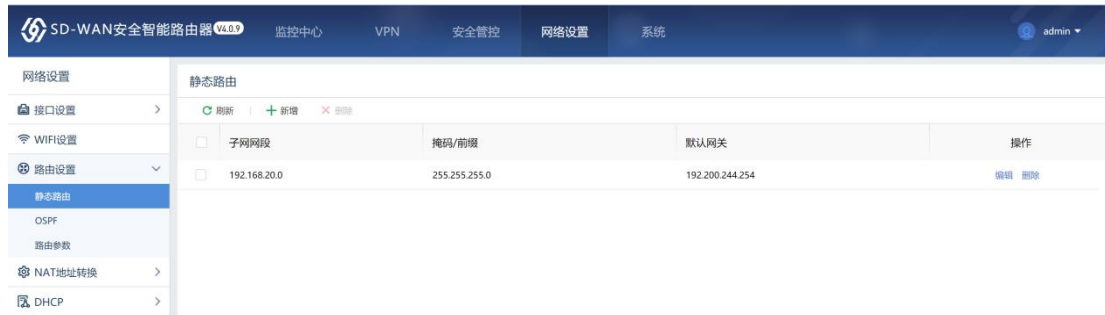 SD-WAN安全智能路由器 V4.0.9 监控中心 VPN 安全管控 网络设置 系统 admin
网络设置
接口设置
WIFI设置
路由设置
静态路由
OSPF
路由参数
NAT地址转换
DHCP
静态路由
刷新 新增 删除
子网网段 掩码/前缀 默认网关 操作
192.168.20.0 255.255.255.0 192.200.244.254 编辑 删除